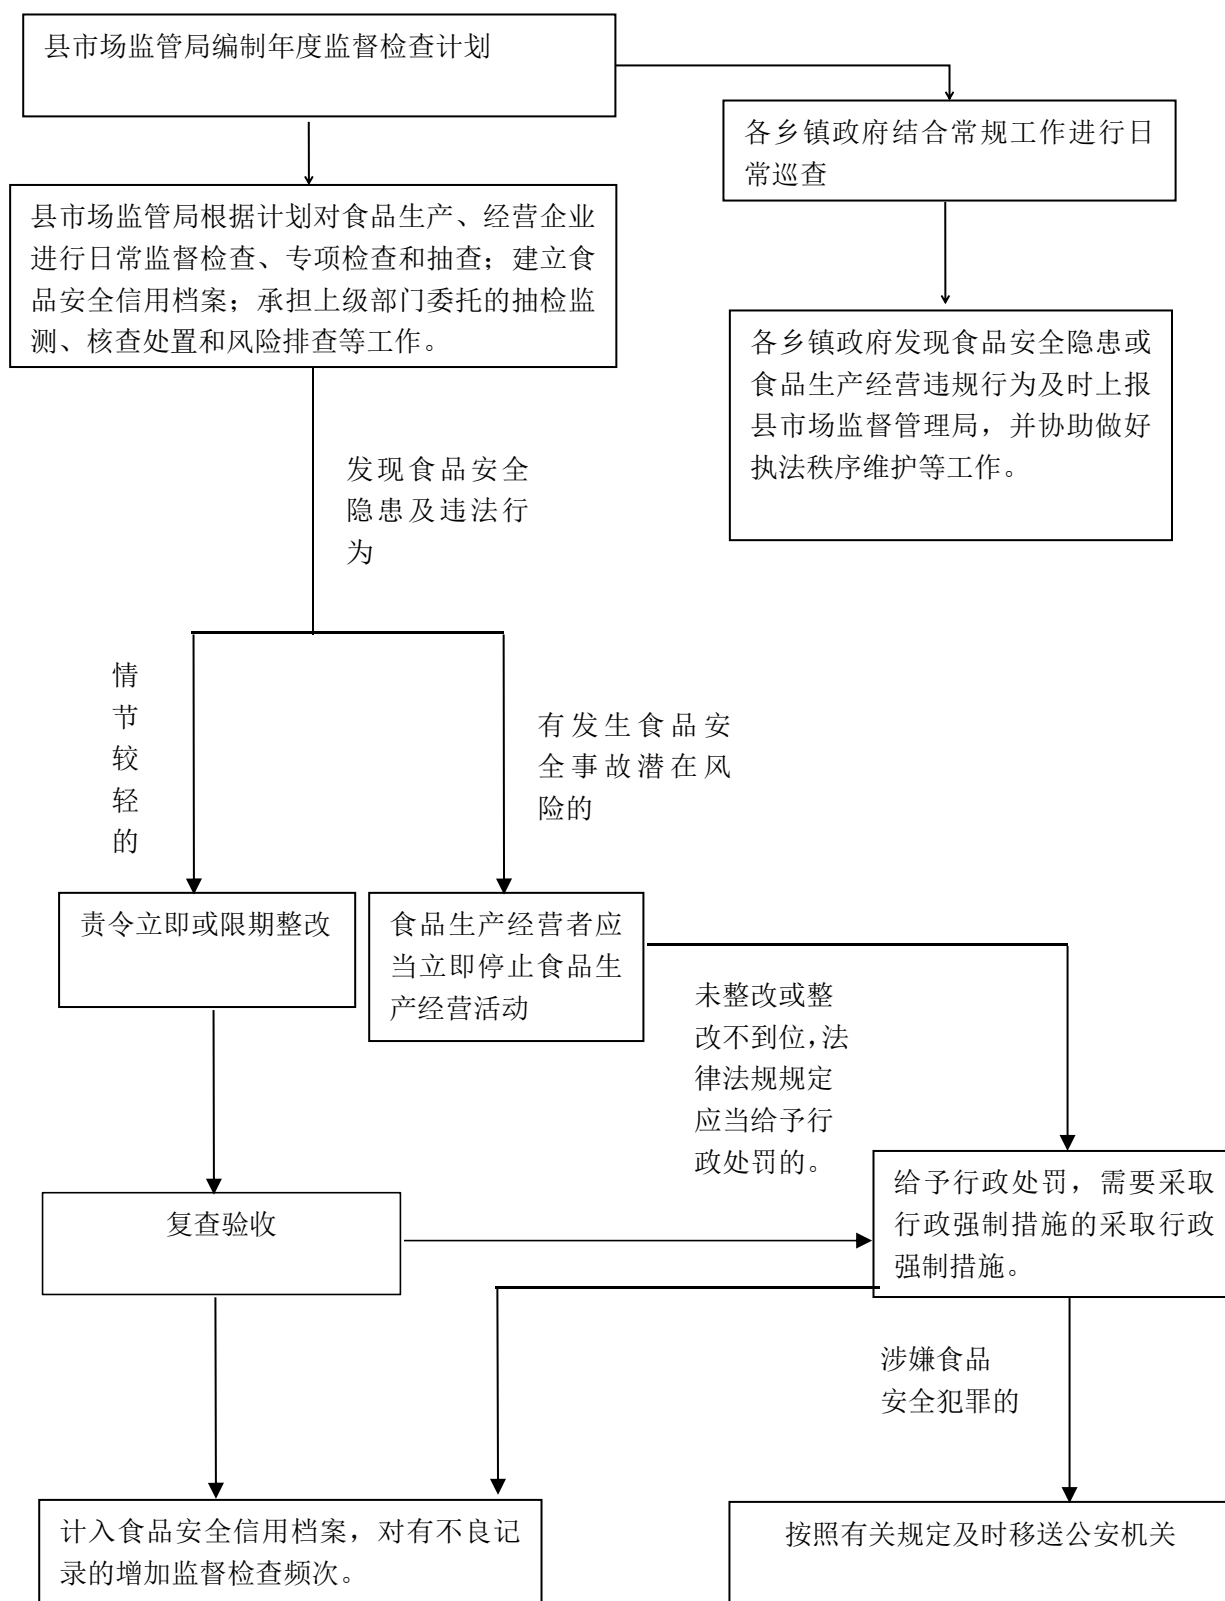 县市场监管局编制年度监督检查计划
各乡镇政府结合常规工作进行日
常巡查
县市场监管局根据计划对食品生产、经营企业
进行日常监督检查、专项检查和抽查；建立食
品安全信用档案；承担上级部门委托的抽检监
测、核查处置和风险排查等工作。
各乡镇政府发现食品安全隐患或
食品生产经营违规行为及时上报
县市场监督管理局，并协助做好
执法秩序维护等工作。
发现食品安全
隐患及违法行
为
情
节
较
轻
的
有发生食品安
全事故潜在风
险的
责令立即或限期整改
食品生产经营者应
当立即停止食品生
产经营活动
未整改或整
改不到位，法
律法规规定
应当给予行
政处罚的。
复查验收
给予行政处罚，需要采取
行政强制措施的采取行政
强制措施。
涉嫌食品
安全犯罪的
计入食品安全信用档案，对有不良记
录的增加监督检查频次。
按照有关规定及时移送公安机关